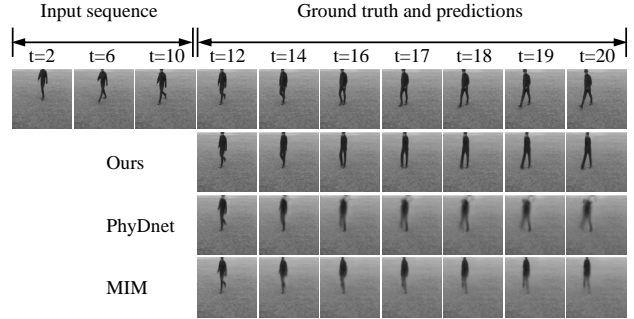 Input sequence Ground truth and predictions
t=2 t=6 t=10 t=12 t=14 t=16 t=17 t=18 t=19 t=20
Ours
PhyDnet
MIM